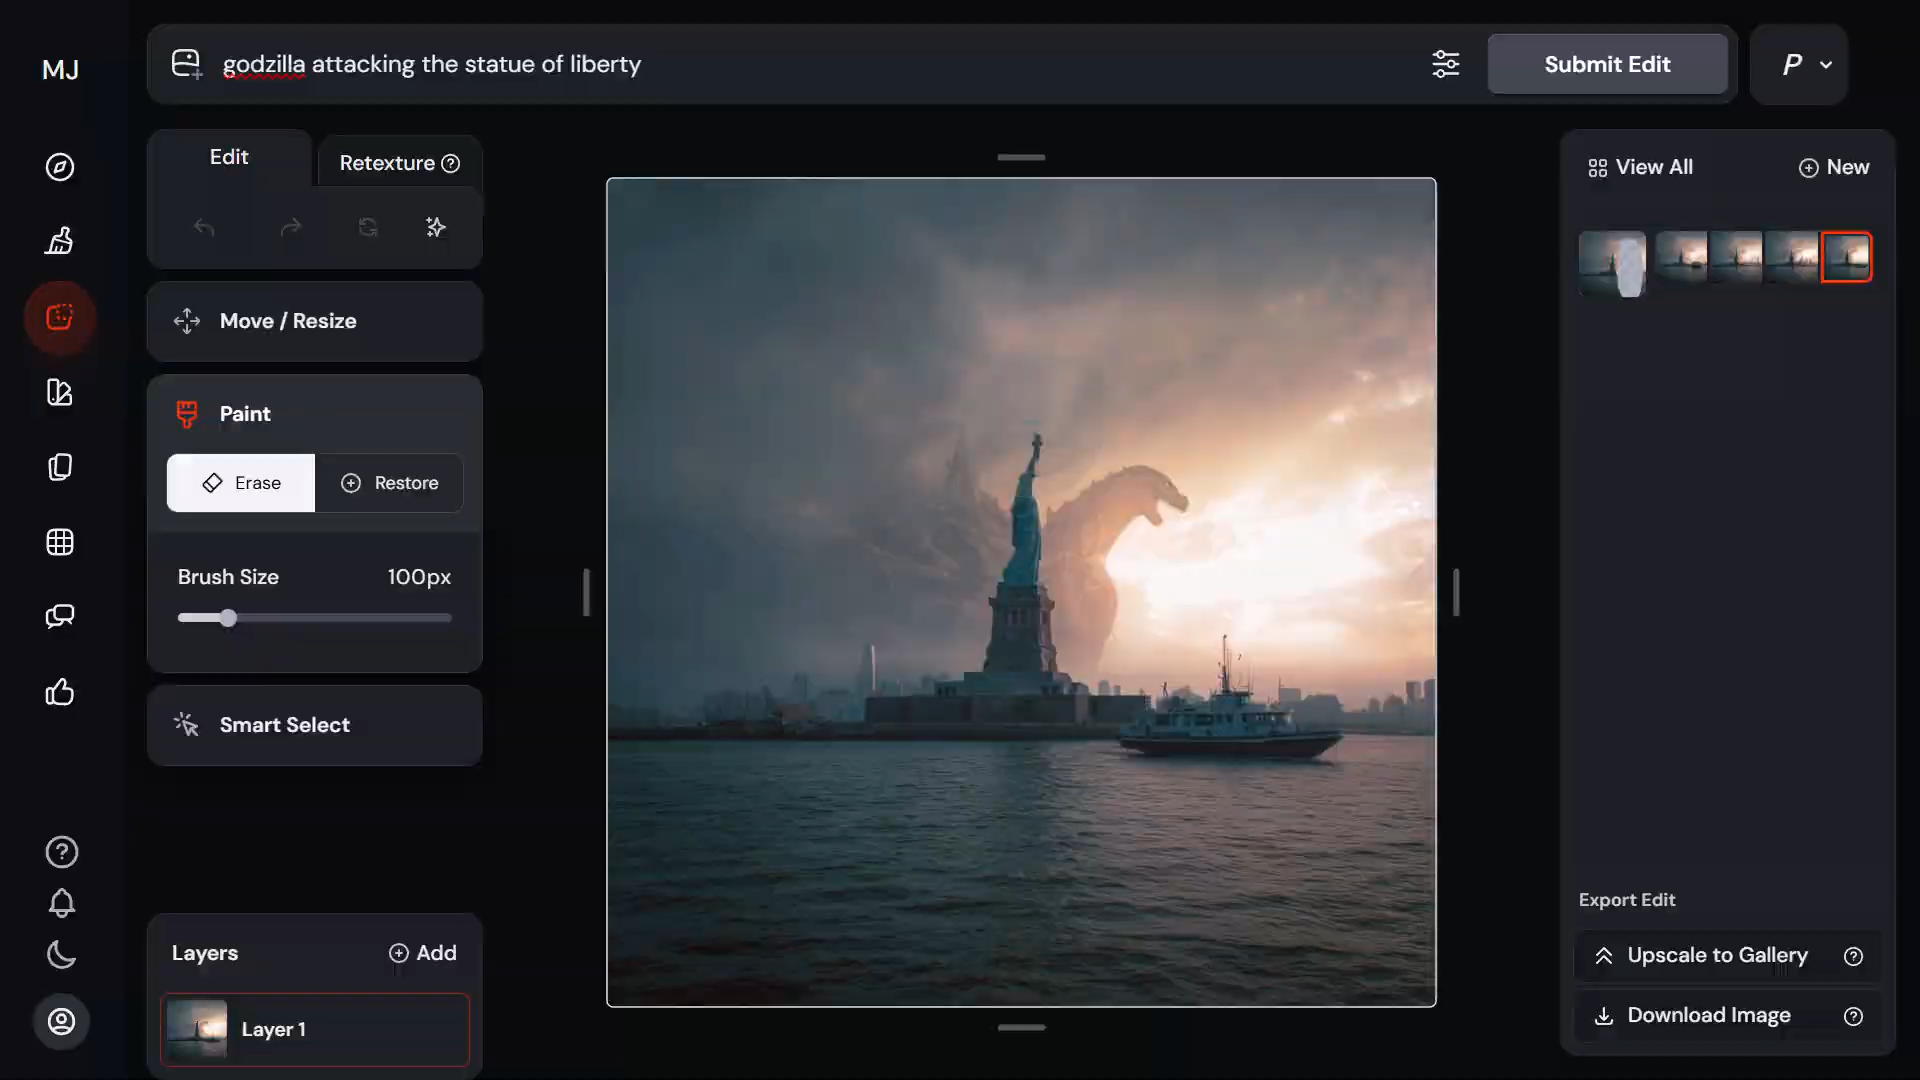 MJ
godzilla attacking the statue of liberty
Submit Edit
P
Edit
Retexture
View All
New
Move / Resize
Paint
Erase
Restore
Brush Size
100px
Smart Select
Layers
Add
Layer 1
Export Edit
Upscale to Gallery
Download Image